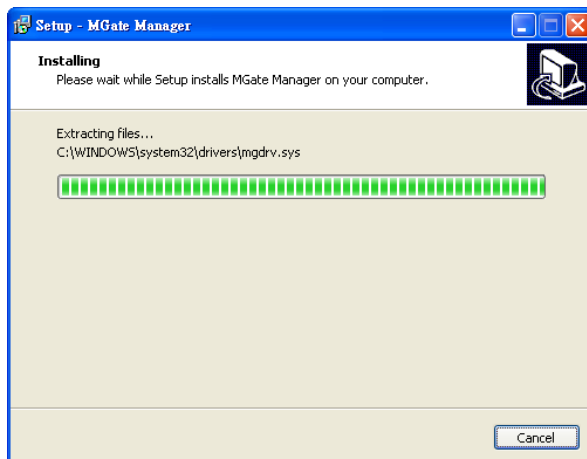 Setup - MGate Manager
Installing
Please wait while Setup installs MGate Manager on your computer.
Extracting files...
C:\WINDOWS\system32\drivers\mgdrv.sys
Cancel